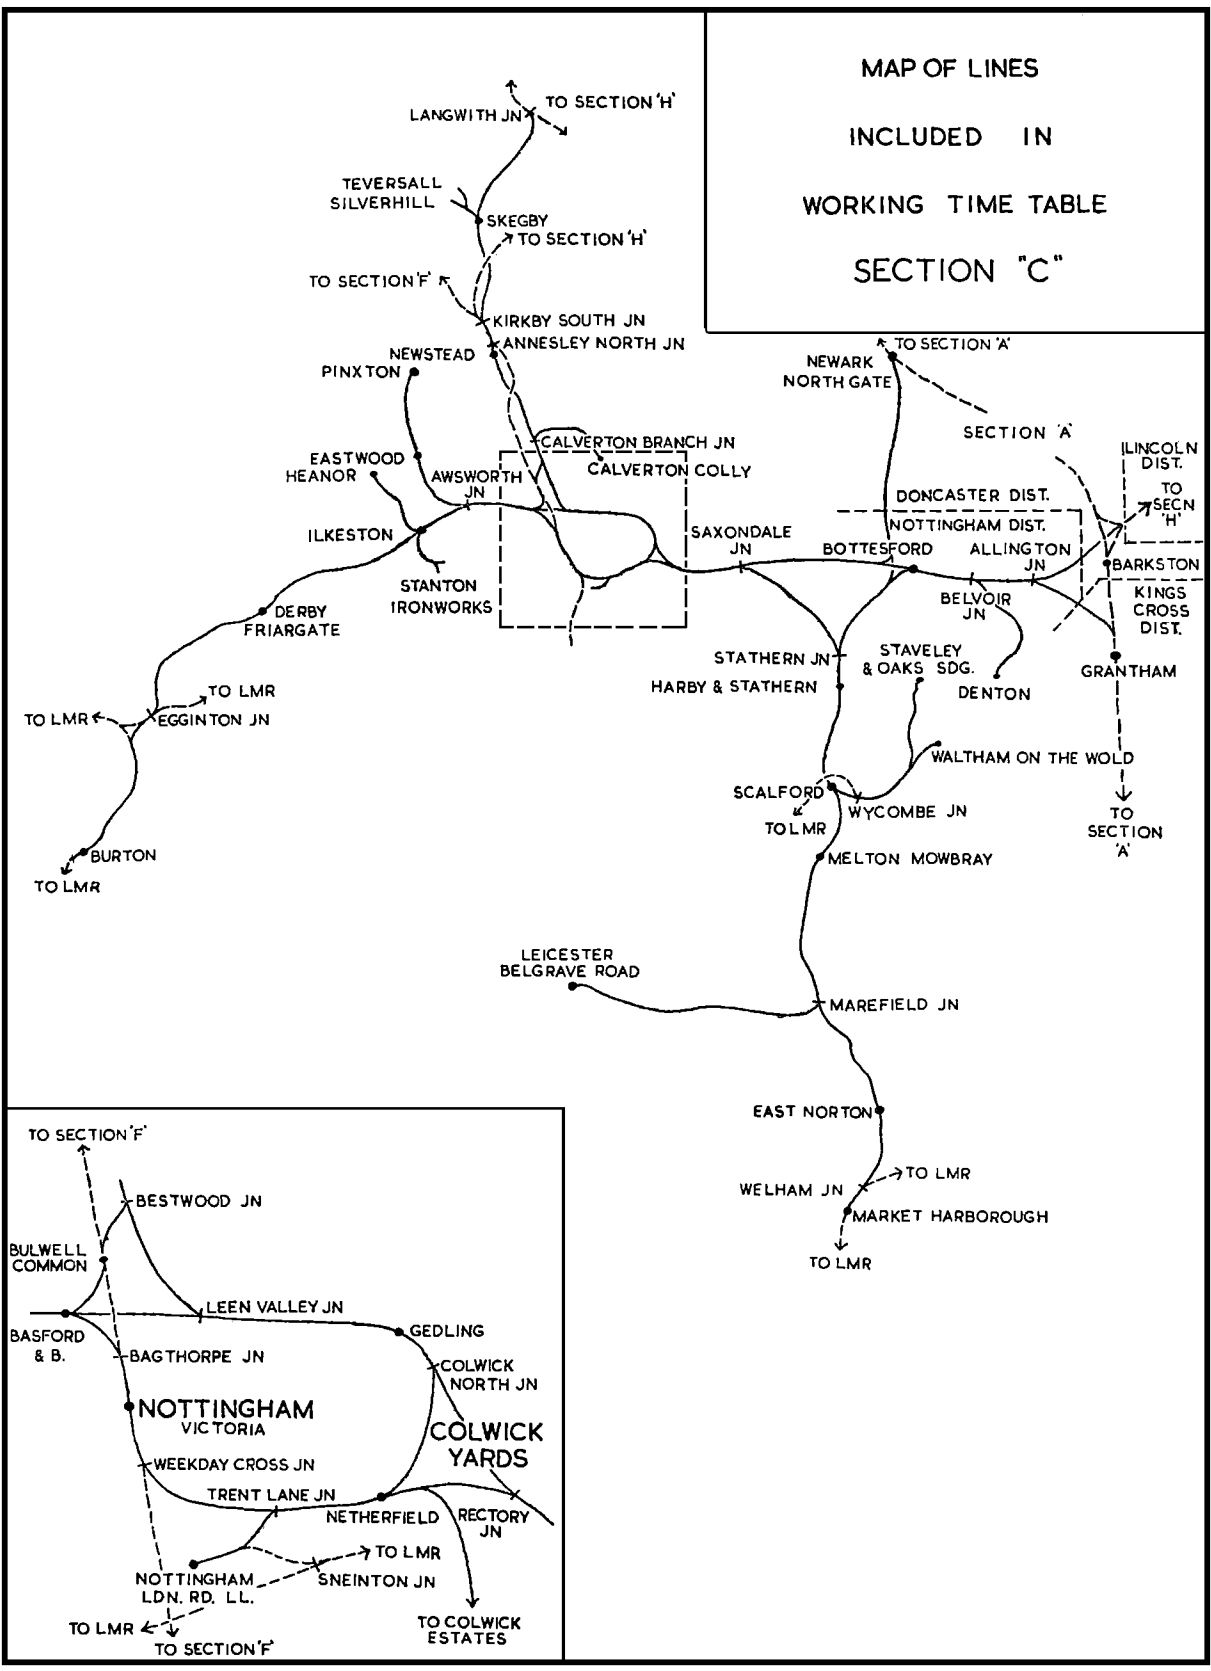 MAP OF LINES
INCLUDED IN
WORKING TIME TABLE
SECTION "C"
TO SECTION 'H'
LANGWITH JN
TEVERSALL
SILVERHILL
SKEGBY
TO SECTION 'H'
TO SECTION 'F'
KIRKBY SOUTH JN
ANNESLEY NORTH JN
NEWSTEAD
PINXTON
TO SECTION 'A'
NEWARK
NORTH GATE
SECTION 'A'
CALVERTON BRANCH JN
CALVERTON COLLY
EASTWOOD
HEANOR
AWSWORTH
JN
LINCOLN
DIST.
TO
SECN
'H'
DONCASTER DIST.
NOTTINGHAM DIST.
ILKESTON
SAXONDALE
JN
BOTTESFORD
ALLINGTON
JN
BARKSTON
STANTON
IRONWORKS
BELVOIR
JN
KINGS
CROSS
DIST.
DERBY
FRIARGATE
STATHERN JN
HARBY & STATHERN
STAVELEY
& OAKS SDG.
DENTON
GRANTHAM
TO LMR
TO LMR
EGGINTON JN
WALTHAM ON THE WOLD
SCALFORD
WYCOMBE JN
TO LMR
TO
SECTION
'A'
BURTON
TO LMR
MELTON MOWBRAY
LEICESTER
BELGRAVE ROAD
MAREFIELD JN
EAST NORTON
TO LMR
WELHAM JN
MARKET HARBOROUGH
TO LMR
TO SECTION 'F'
BESTWOOD JN
BULWELL
COMMON
LEEN VALLEY JN
BASFORD
& B.
GEDLING
BAGTHORPE JN
COLWICK
NORTH JN
NOTTINGHAM
VICTORIA
COLWICK
YARDS
WEEKDAY CROSS JN
TRENT LANE JN
NETHERFIELD
RECTORY
JN
TO LMR
NOTTINGHAM
LDN. RD. LL.
SNEINTON JN
TO LMR
TO SECTION 'F'
TO COLWICK
ESTATES